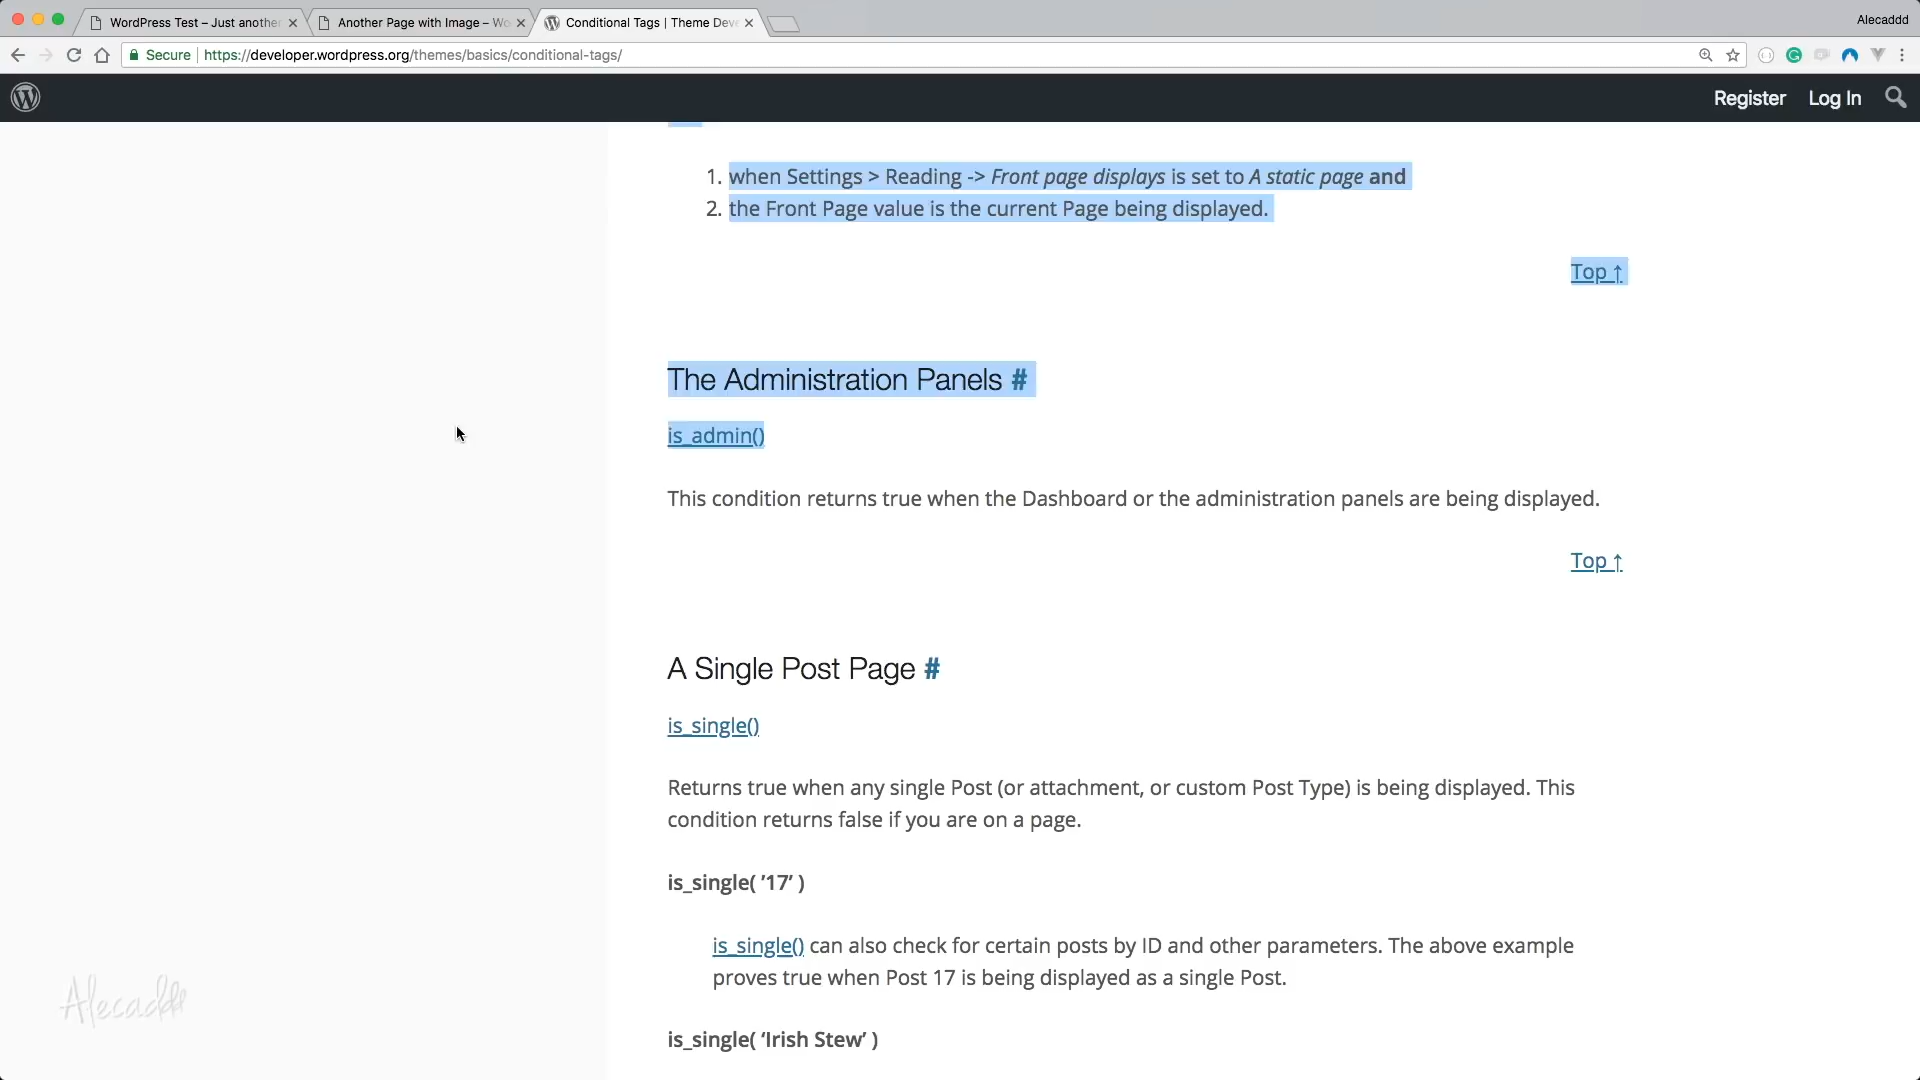 WordPress Test – Just another
Another Page with Image – Wo
Conditional Tags | Theme Deve
Alecaddd
Secure
https://developer.wordpress.org/themes/basics/conditional-tags/
Register
Log In
1. when Settings > Reading -> Front page displays is set to A static page and
2. the Front Page value is the current Page being displayed.
Top ↑
The Administration Panels #
is_admin()
This condition returns true when the Dashboard or the administration panels are being displayed.
Top ↑
A Single Post Page #
is_single()
Returns true when any single Post (or attachment, or custom Post Type) is being displayed. This
condition returns false if you are on a page.
is_single( ’17’ )
is_single() can also check for certain posts by ID and other parameters. The above example
proves true when Post 17 is being displayed as a single Post.
Alecaddd
is_single( ‘Irish Stew’ )